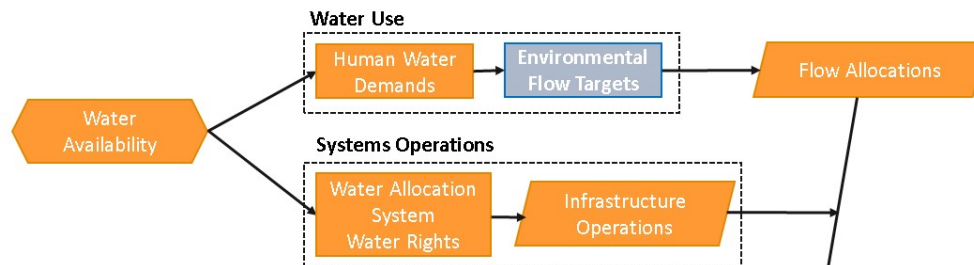 Water Use
Human Water
Demands
Environmental
Flow Targets
Flow Allocations
Water
Availability
Systems Operations
Water Allocation
System
Water Rights
Infrastructure
Operations